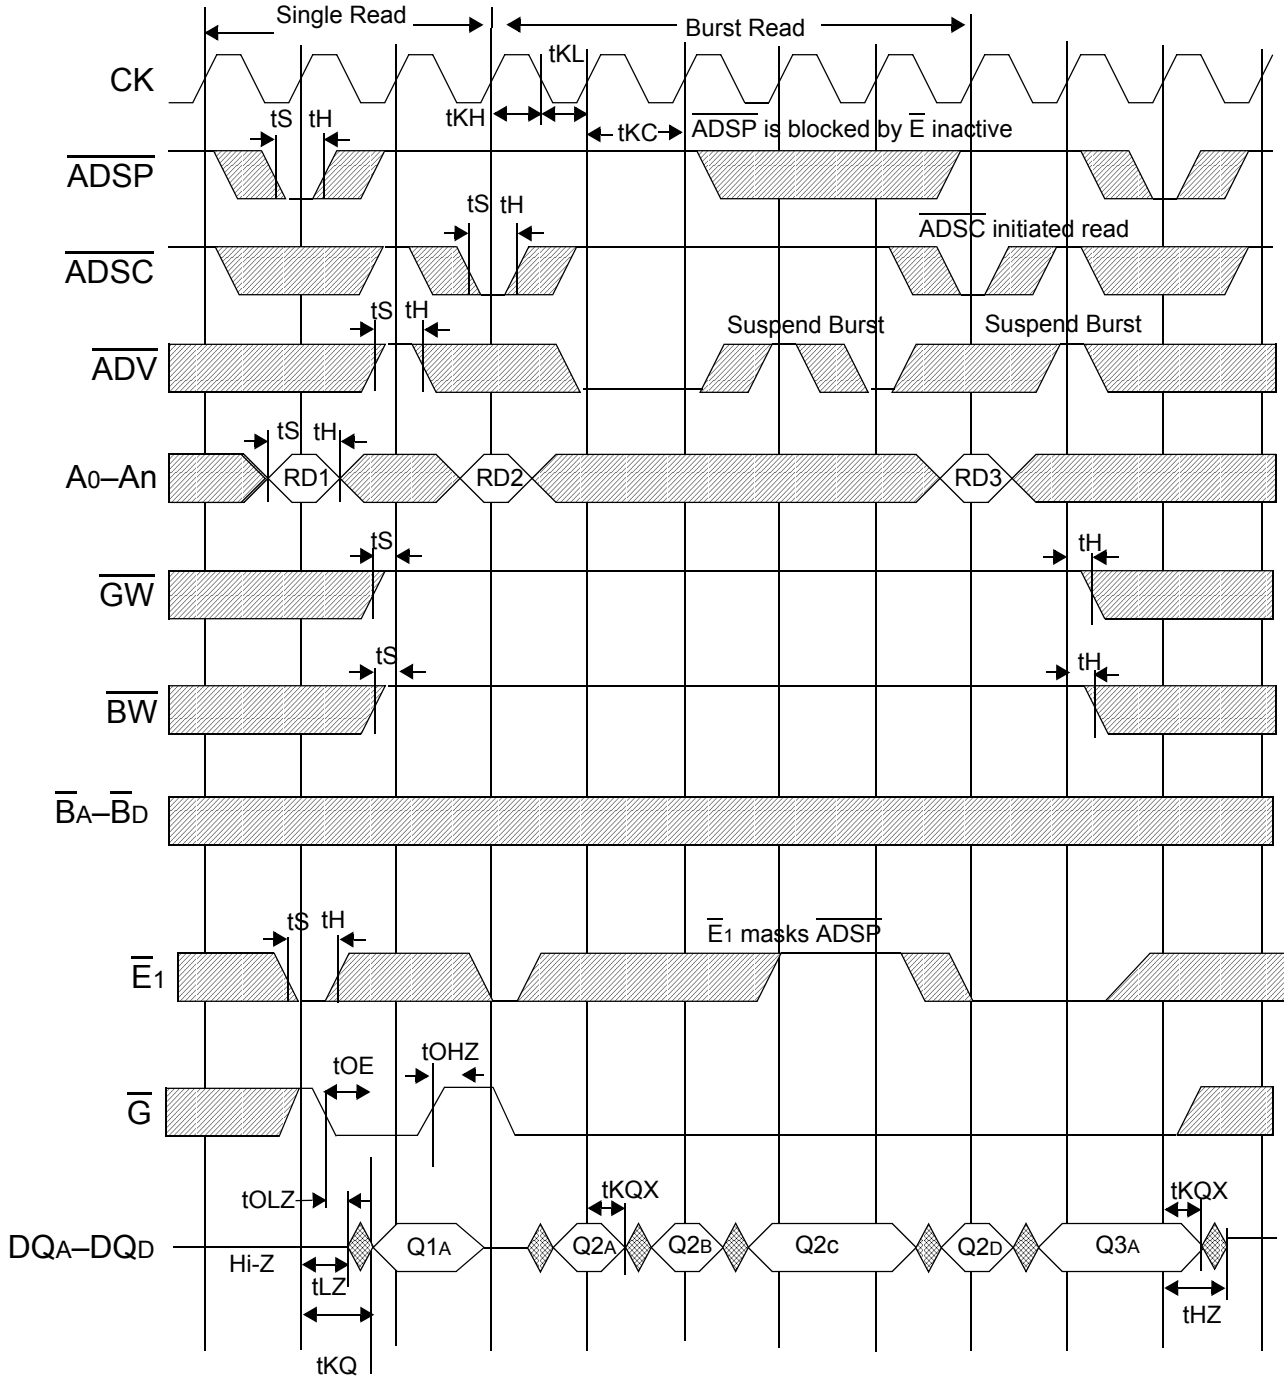 Single Read
Burst Read
CK
tKL
tKH
tKC
ADSP is blocked by E inactive
tS tH
ADSP
tS tH
ADSC initiated read
ADSC
tS tH
Suspend Burst
Suspend Burst
ADV
tS tH
A0–An
RD1
RD2
RD3
tS
tH
GW
tS
tH
BW
BA–BD
tS tH
E1 masks ADSP
E1
tOE
tOHZ
G
tOLZ
tKQX
tKQX
DQA–DQD
Hi-Z
Q1A
Q2A
Q2B
Q2c
Q2D
Q3A
tLZ
tHZ
tKQ